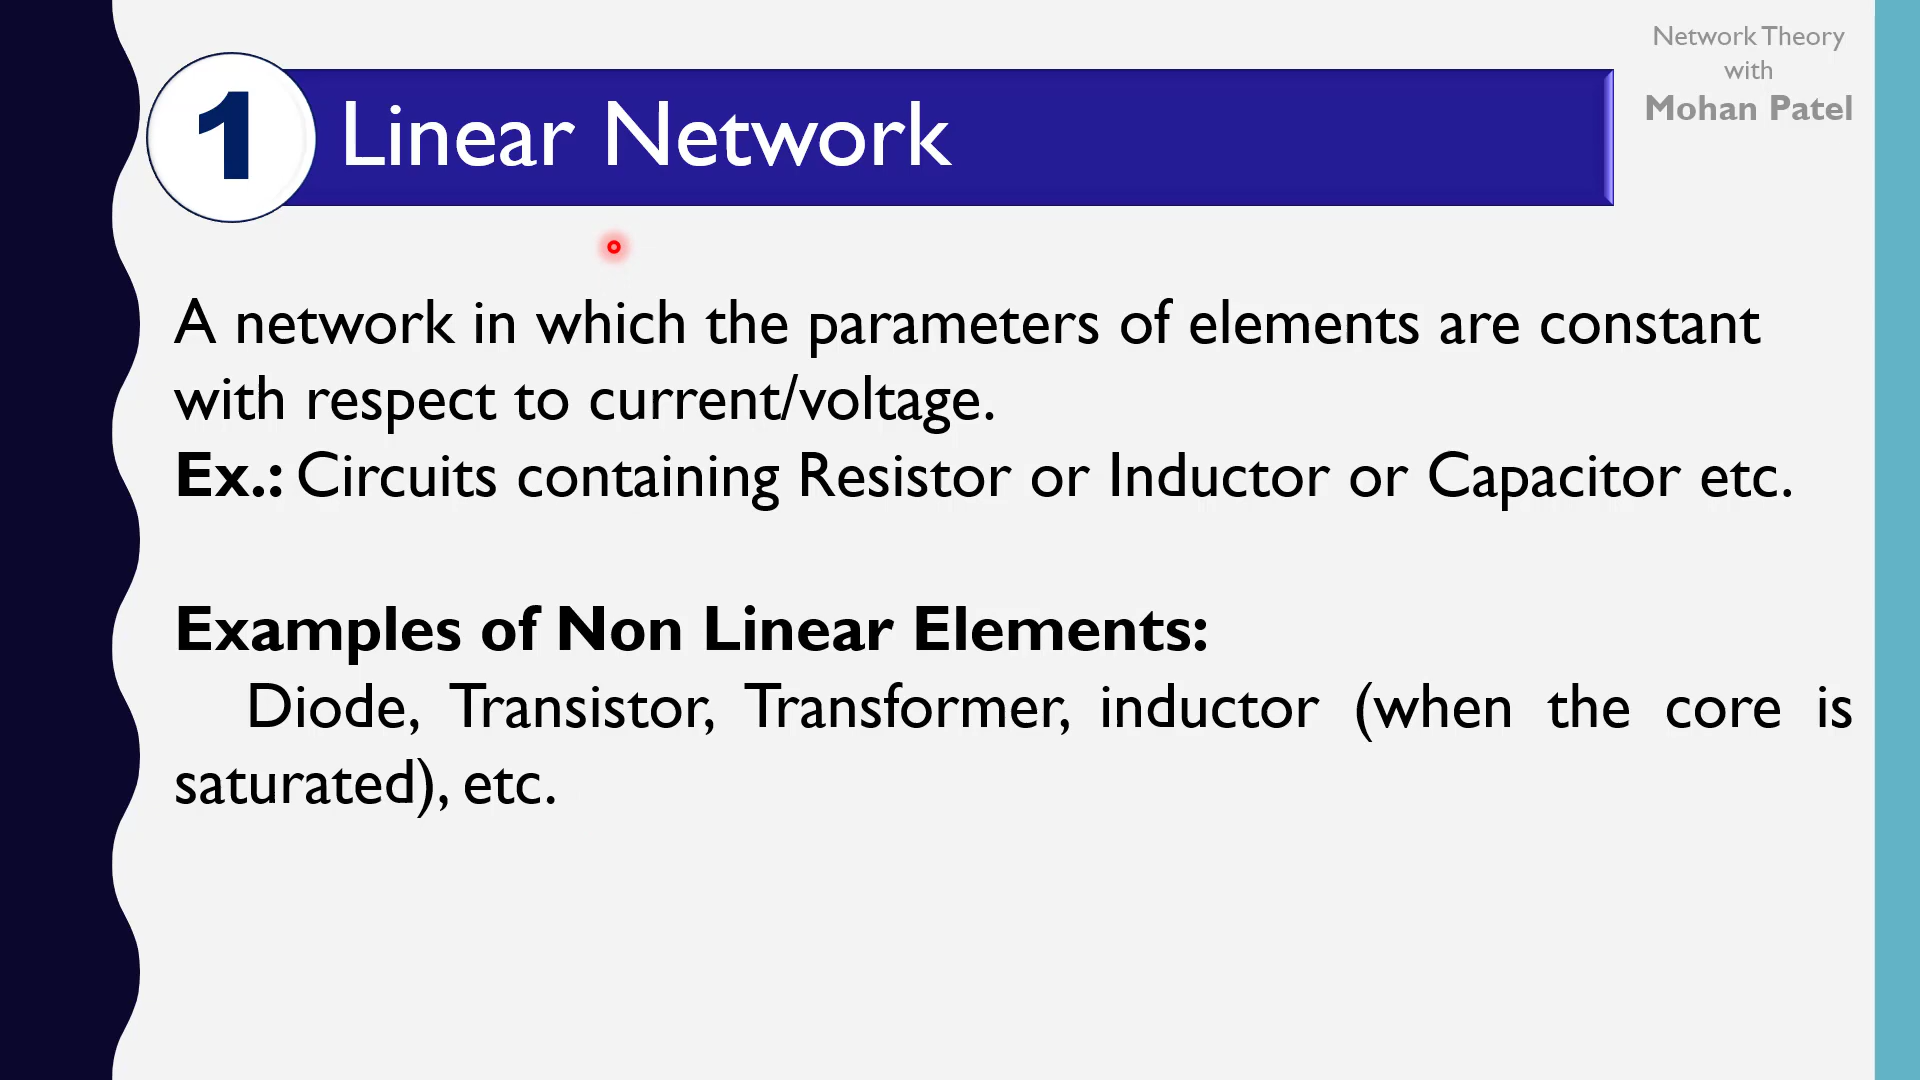 Network Theory
with
Mohan Patel
1 Linear Network
A network in which the parameters of elements are constant
with respect to current/voltage.
Ex.: Circuits containing Resistor or Inductor or Capacitor etc.
Examples of Non Linear Elements:
Diode, Transistor, Transformer, inductor (when the core is
saturated), etc.